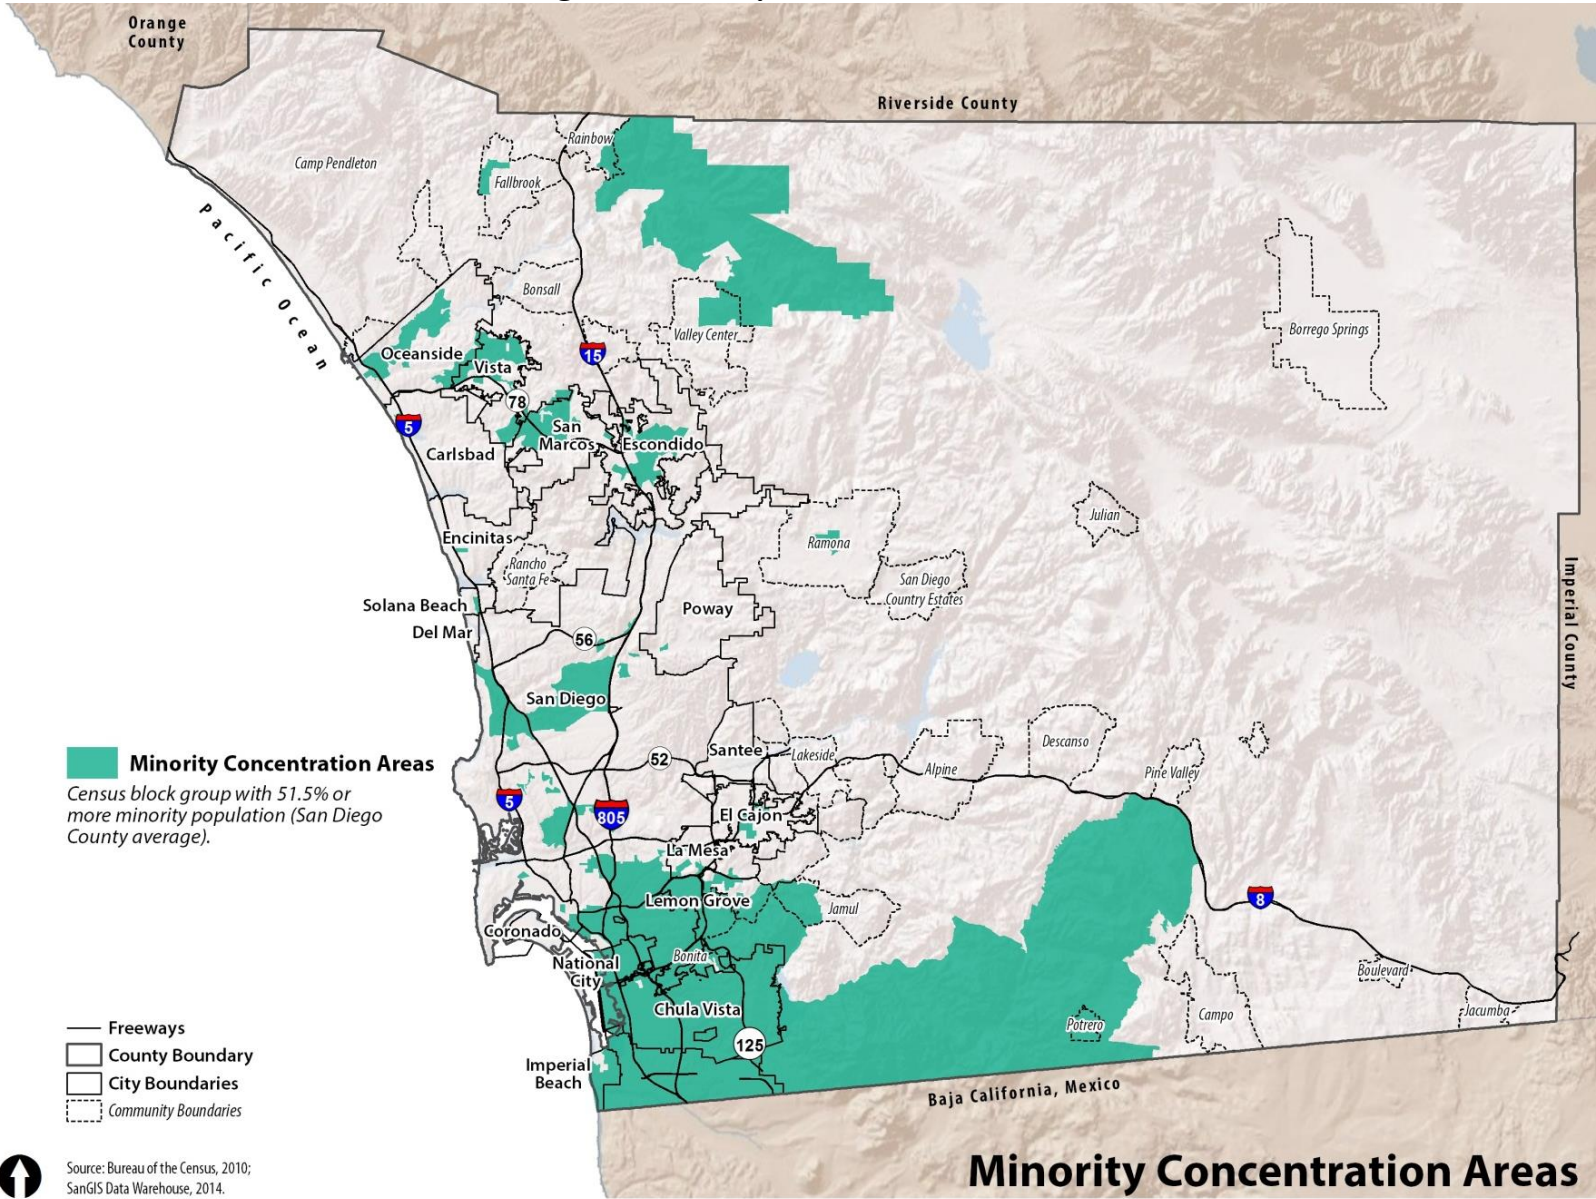 Orange
County
Riverside County
Camp Pendleton
Rainbow
Fallbrook
Pacific Ocean
Bonsall
Valley Center
Borrego Springs
Oceanside
Vista
15
78
5
San
Marcos
Escondido
Carlsbad
Julian
Encinitas
Ramona
Rancho
Santa Fe
San Diego
Country Estates
Imperial County
Solana Beach
Poway
Del Mar
56
San Diego
Minority Concentration Areas
Census block group with 51.5% or
more minority population (San Diego
County average).
52
Santee
Lakeside
Alpine
Descanso
Pine Valley
5
805
El Cajon
La Mesa
Lemon Grove
Jamul
8
Coronado
National
City
Bonita
Boulevard
Chula Vista
Potrero
Campo
Jacumba
125
Imperial
Beach
Baja California, Mexico
Freeways
County Boundary
City Boundaries
Community Boundaries
Source: Bureau of the Census, 2010;
SanGIS Data Warehouse, 2014.
Minority Concentration Areas